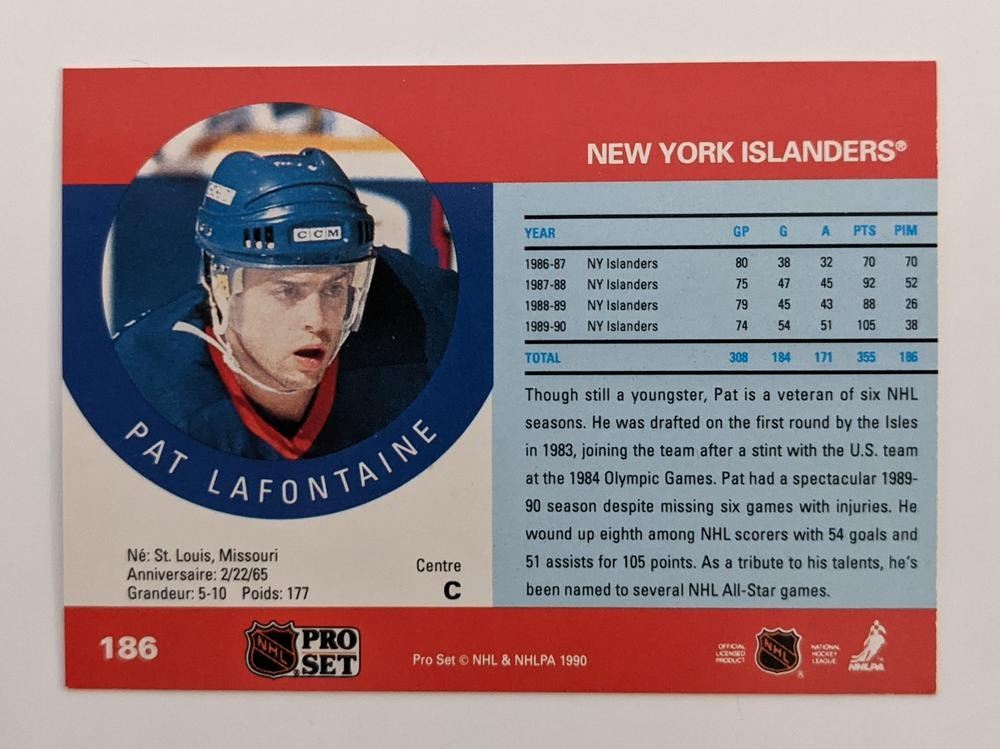 NEW YORK ISLANDERS®
CCM
PAT LAFONTAINE
Né: St. Louis, Missouri
Anniversaire: 2/22/65
Grandeur: 5-10 Poids: 177
Centre
C
YEAR GP G A PTS PIM
1986-87 NY Islanders 80 38 32 70 70
1987-88 NY Islanders 75 47 45 92 52
1988-89 NY Islanders 79 45 43 88 26
1989-90 NY Islanders 74 54 51 105 38
TOTAL 308 184 171 355 186
Though still a youngster, Pat is a veteran of six NHL
seasons. He was drafted on the first round by the Isles
in 1983, joining the team after a stint with the U.S. team
at the 1984 Olympic Games. Pat had a spectacular 1989-
90 season despite missing six games with injuries. He
wound up eighth among NHL scorers with 54 goals and
51 assists for 105 points. As a tribute to his talents, he's
been named to several NHL All-Star games.
186
NHL
PRO
SET
Pro Set © NHL & NHLPA 1990
OFFICIAL
LICENSED
PRODUCT
NHL
®
NATIONAL
HOCKEY
LEAGUE
NHLPA